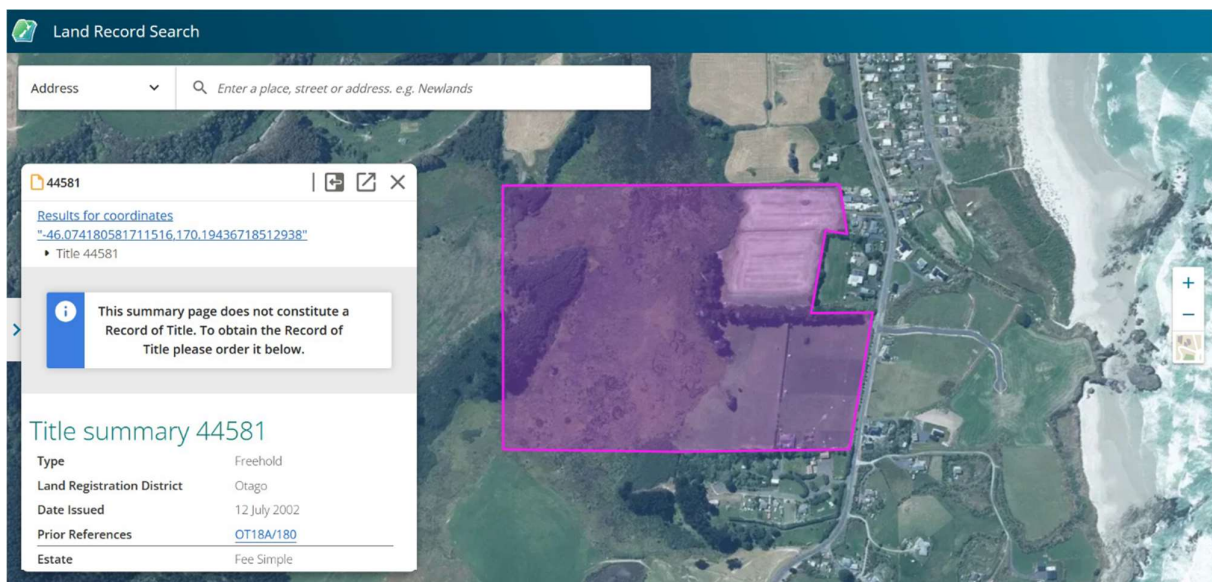 Land Record Search
Address
Enter a place, street or address. e.g. Newlands
44581
Results for coordinates
"-46.074180581711516,170.19436718512938"
Title 44581
This summary page does not constitute a
Record of Title. To obtain the Record of
Title please order it below.
Title summary 44581
Type Freehold
Land Registration District Otago
Date Issued 12 July 2002
Prior References OT18A/180
Estate Fee Simple